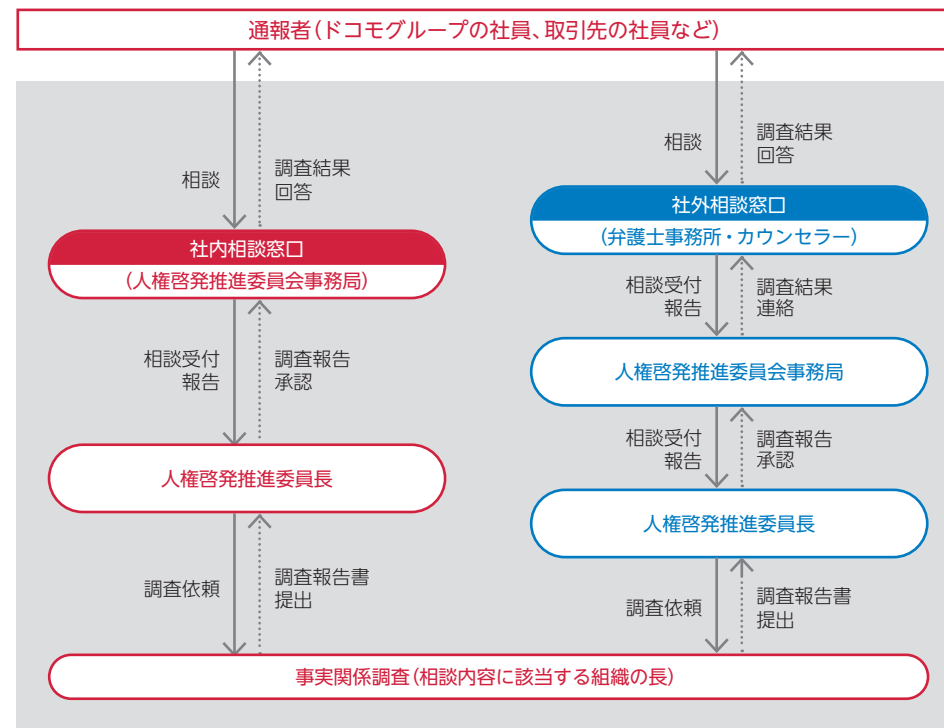 通報者（ドコモグループの社員、取引先の社員など）
相談
調査結果
回答
社内相談窓口
（人権啓発推進委員会事務局）
相談受付
報告
調査報告
承認
人権啓発推進委員長
調査依頼
調査報告書
提出
相談
調査結果
回答
社外相談窓口
（弁護士事務所・カウンセラー）
相談受付
報告
調査結果
連絡
人権啓発推進委員会事務局
相談受付
報告
調査報告
承認
人権啓発推進委員長
調査依頼
調査報告書
提出
事実関係調査（相談内容に該当する組織の長）